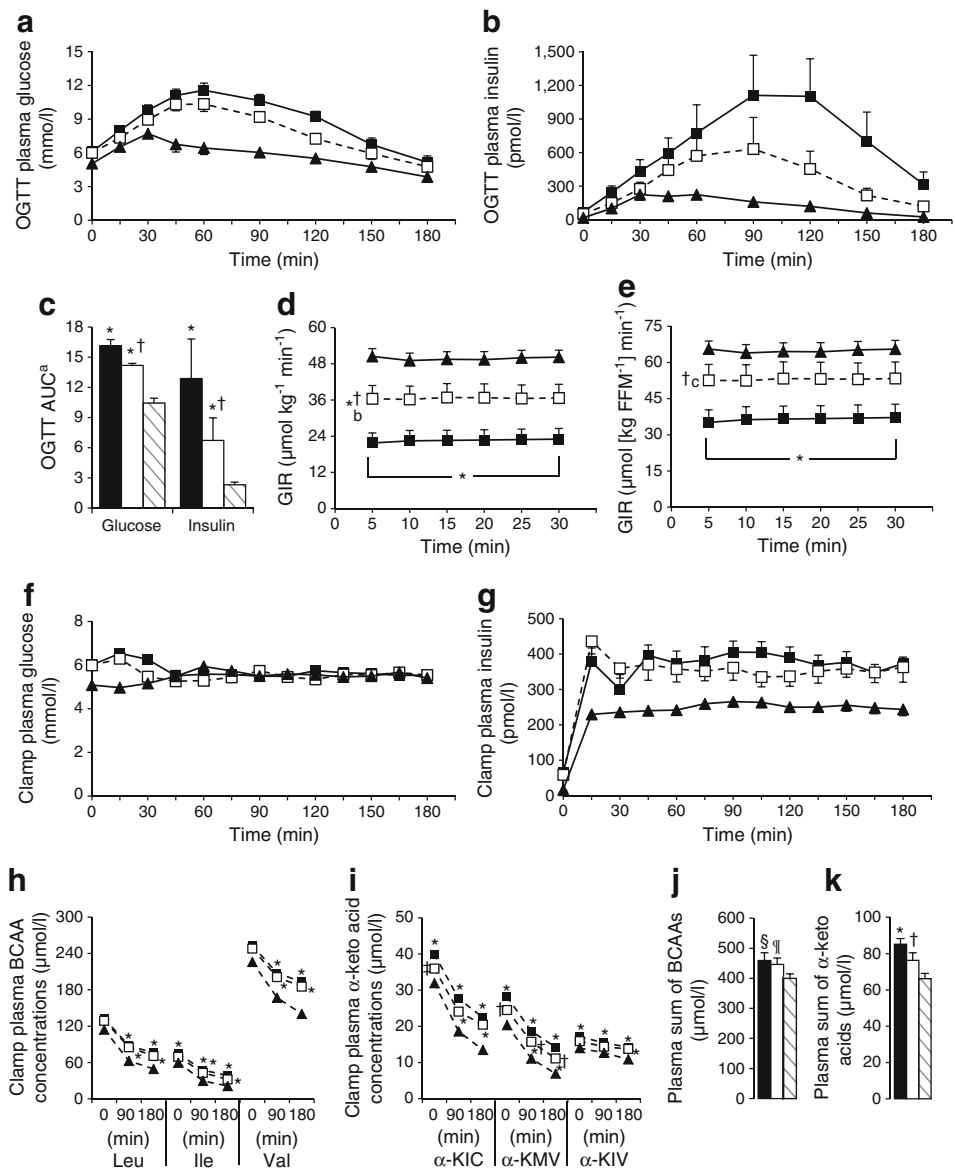 a
OGTT plasma glucose
(mmo/l)
15
12
9
6
3
0
0 30 60 90 120 150 180
Time (min)
b
OGTT plasma insulin
(pmol/l)
1,500
1,200
900
600
300
0
0 30 60 90 120 150 180
Time (min)
c
OGTT AUCᵃ
18
15
12
9
6
3
0
* *† * *†
Glucose Insulin
d
GIR (μmol kg⁻¹ min⁻¹)
60
48
36
24
12
0
*†
b
*
0 5 10 15 20 25 30
Time (min)
e
GIR (μmol [kg FFM⁻¹] min⁻¹)
75
60
45
30
15
0
†c
*
0 5 10 15 20 25 30
Time (min)
f
Clamp plasma glucose
(mmol/l)
8
6
4
2
0
0 30 60 90 120 150 180
Time (min)
g
Clamp plasma insulin
(pmol/l)
500
400
300
200
100
0
0 30 60 90 120 150 180
Time (min)
h
Clamp plasma BCAA
concentrations (μmol/l)
300
240
180
120
60
0
0 90 180 0 90 180 0 90 180
(min) (min) (min)
Leu Ile Val
i
Clamp plasma α-keto acid
concentrations (μmol/l)
50
40
30
20
10
0
0 90 180 0 90 180 0 90 180
(min) (min) (min)
α-KIC α-KMV α-KIV
j
Plasma sum of BCAAs
(μmol/l)
600
500
400
300
200
100
0
§ ¶
k
Plasma sum of α-keto
acids (μmol/l)
100
80
60
40
20
0
* †